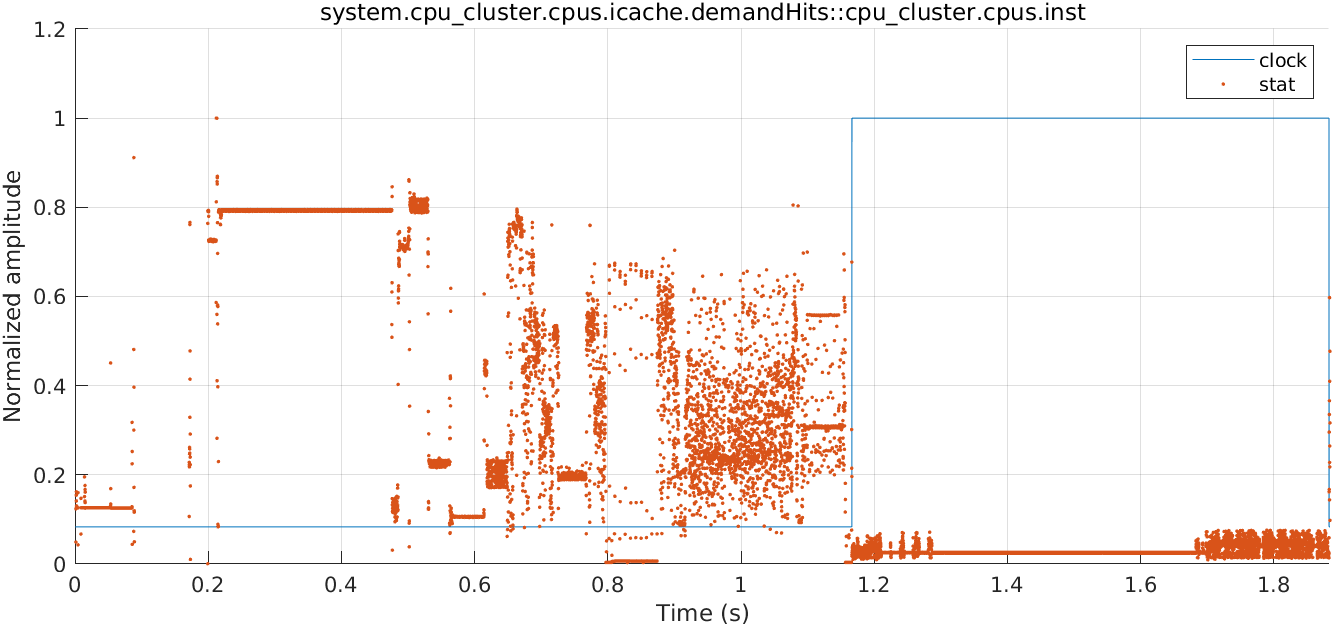 system.cpu_cluster.cpus.icache.demandHits::cpu_cluster.cpus.inst
1.2
1
0.8
0.6
0.4
0.2
0
Normalized amplitude
clock
stat
0 0.2 0.4 0.6 0.8 1 1.2 1.4 1.6 1.8
Time (s)